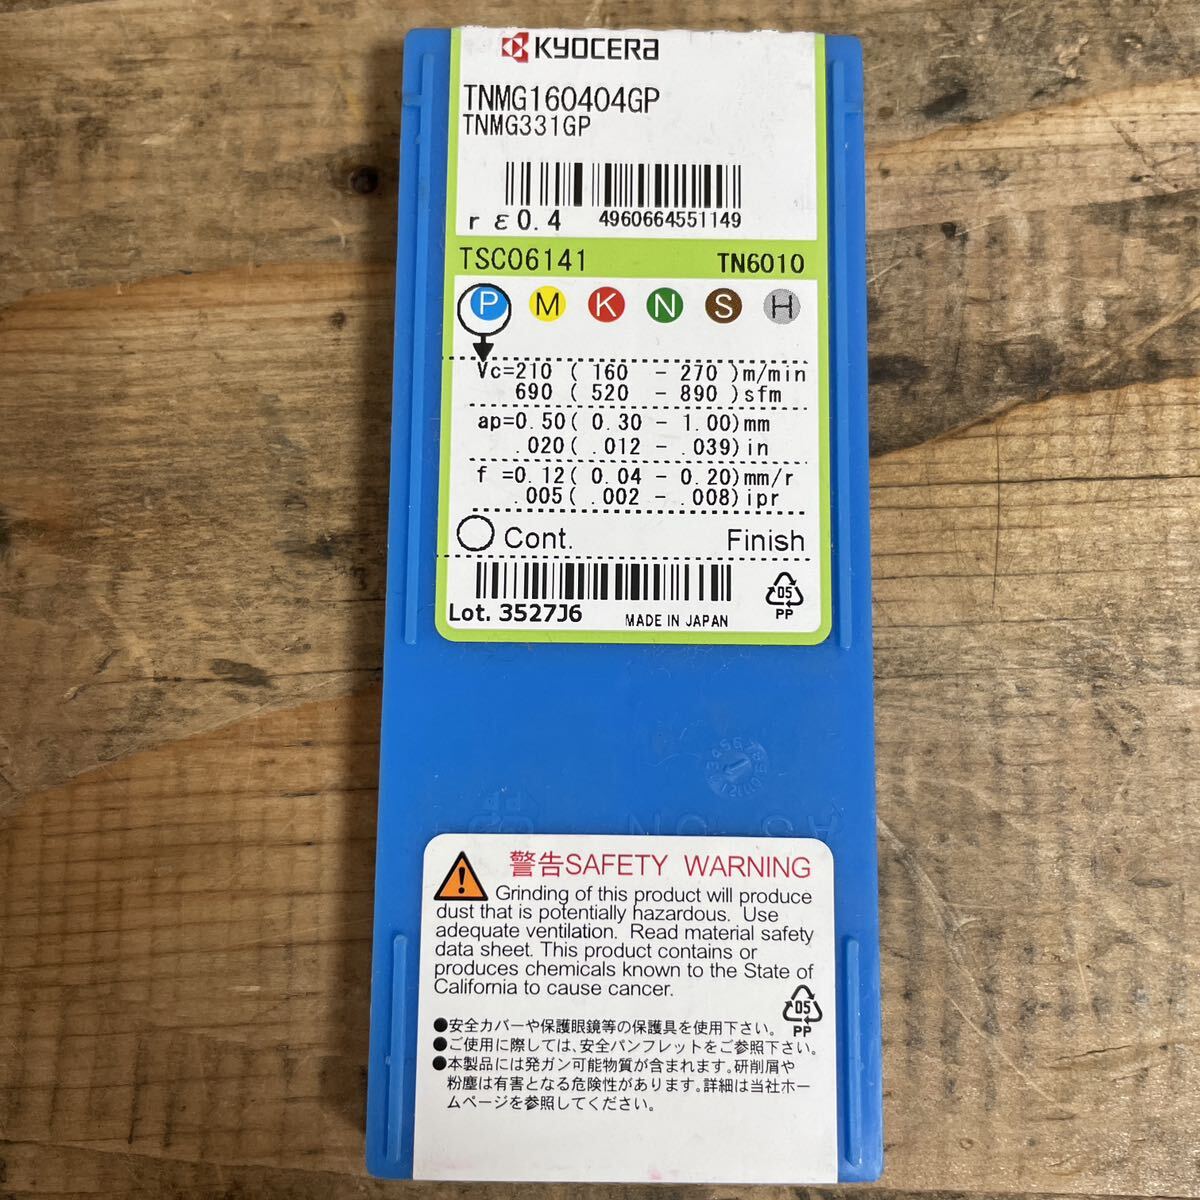 KYOCERA
TNMG160404GP
TNMG331GP
rε0.4 4960664551149
TSC06141 TN6010
P M K N S H
Vc=210 ( 160 - 270 )m/min
690 ( 520 - 890 )sfm
ap=0.50( 0.30 - 1.00)mm
.020( .012 - .039)in
f =0.12( 0.04 - 0.20)mm/r
.005( .002 - .008)ipr
Cont. Finish
05
PP
Lot. 3527J6 MADE IN JAPAN
警告SAFETY WARNING
Grinding of this product will produce
dust that is potentially hazardous. Use
adequate ventilation. Read material safety
data sheet. This product contains or
produces chemicals known to the State of
California to cause cancer.
05
PP
●安全カバーや保護眼鏡等の保護具を使用下さい。
●ご使用に際しては、安全パンフレットをご参照下さい。
●本製品には発ガン可能物質が含まれます。研削屑や
粉塵は有害となる危険性があります。詳細は当社ホー
ムページを参照してください。